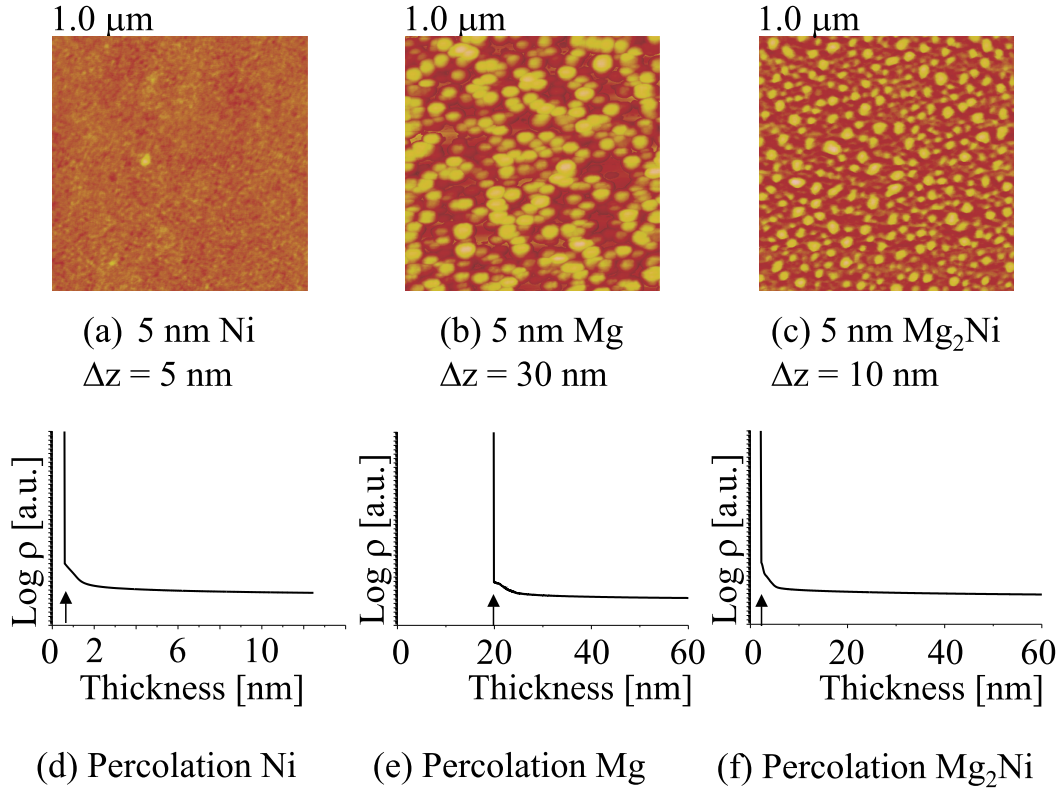 1.0 μm
1.0 μm
1.0 μm
(a) 5 nm Ni
Δz = 5 nm
(b) 5 nm Mg
Δz = 30 nm
(c) 5 nm Mg₂Ni
Δz = 10 nm
Log ρ [a.u.]
0 2 6 10
Thickness [nm]
Log ρ [a.u.]
0 20 40 60
Thickness [nm]
Log ρ [a.u.]
0 20 40 60
Thickness [nm]
(d) Percolation Ni
(e) Percolation Mg
(f) Percolation Mg₂Ni